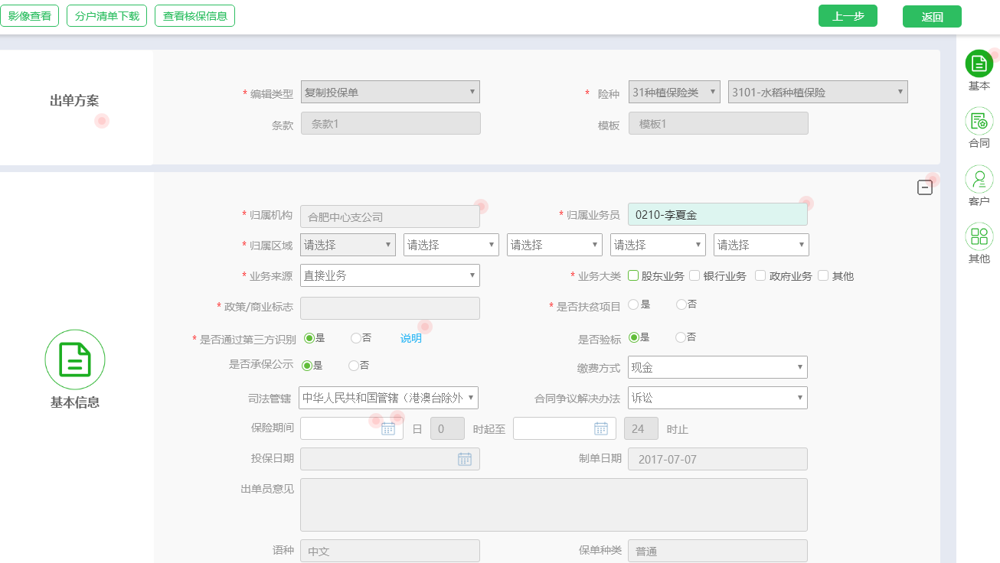 影像查看 分户清单下载 查看核保信息 上一步 返回
出单方案
* 编辑类型 复制投保单 * 险种 31种植保险类 3101-水稻种植保险
条款 条款1 模板 模板1
基本
合同
客户
其他
* 归属机构 合肥中心支公司 * 归属业务员 0210-李夏金
* 归属区域 请选择 请选择 请选择 请选择 请选择
* 业务来源 直接业务 * 业务大类 股东业务 银行业务 政府业务 其他
* 政策/商业标志 * 是否扶贫项目 是 否
* 是否通过第三方识别 是 否 说明 是否验标 是 否
是否承保公示 是 否 缴费方式 现金
司法管辖 中华人民共和国管辖（港澳台除外 合同争议解决办法 诉讼
保险期间 日 0 时起至 24 时止
投保日期 制单日期 2017-07-07
出单员意见
语种 中文 保单种类 普通
基本信息